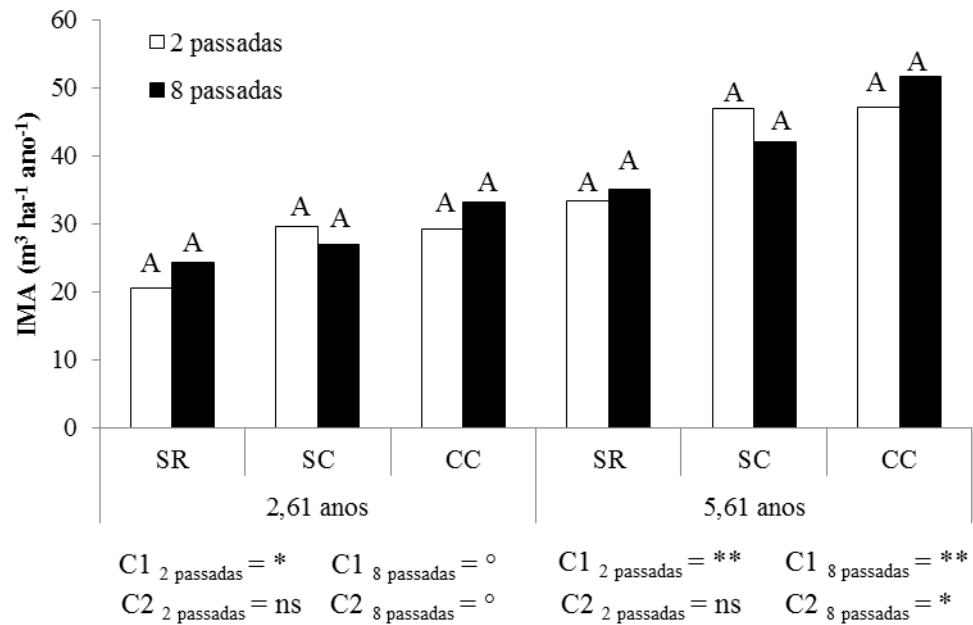 60
2 passadas
8 passadas
50
40
30
20
10
0
IMA (m³ ha⁻¹ ano⁻¹)
A A A A A A A A A A A A
SR SC CC SR SC CC
2,61 anos 5,61 anos
C1 2 passadas = * C1 8 passadas = ° C1 2 passadas = ** C1 8 passadas = **
C2 2 passadas = ns C2 8 passadas = ° C2 2 passadas = ns C2 8 passadas = *